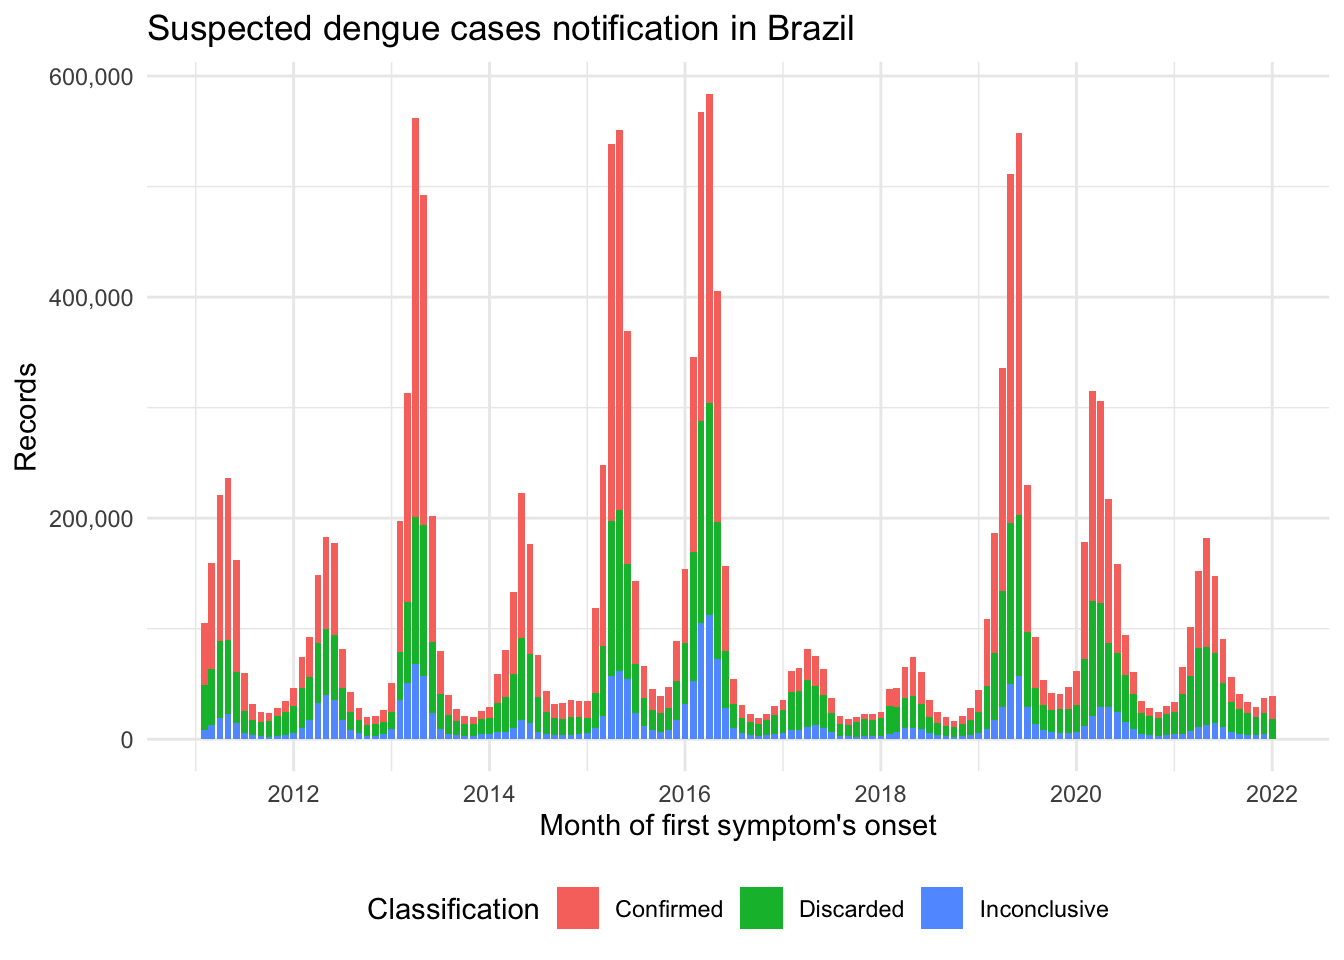 Suspected dengue cases notification in Brazil
600,000
400,000
200,000
0
Records
2012 2014 2016 2018 2020 2022
Month of first symptom's onset
Classification Confirmed Discarded Inconclusive